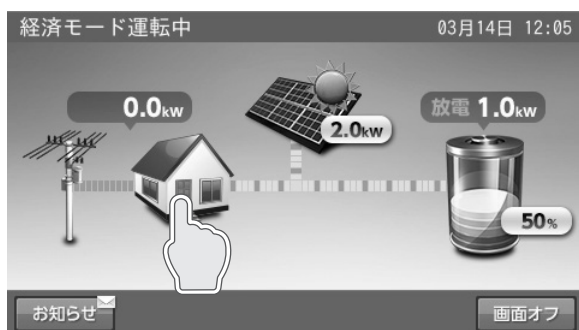 経済モード運転中
03月14日 12:05
0.0kw
2.0kw
放電 1.0kw
50%
お知らせ
画面オフ